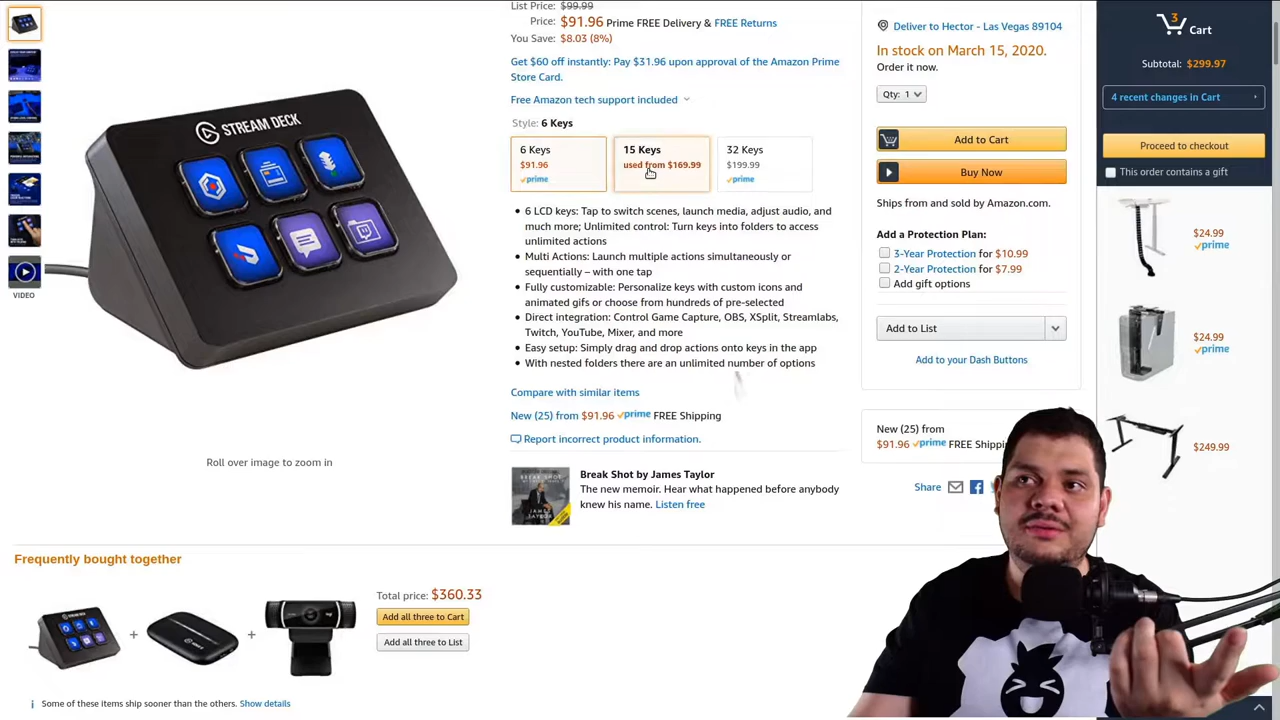 List Price: $99.99
Price: $91.96 Prime FREE Delivery & FREE Returns
You Save: $8.03 (8%)
Get $60 off instantly: Pay $31.96 upon approval of the Amazon Prime
Store Card.
Free Amazon tech support included
Style: 6 Keys
6 Keys
$91.96
prime
15 Keys
used from $169.99
32 Keys
$199.99
prime
6 LCD keys: Tap to switch scenes, launch media, adjust audio, and
much more; Unlimited control: Turn keys into folders to access
unlimited actions
Multi Actions: Launch multiple actions simultaneously or
sequentially – with one tap
Fully customizable: Personalize keys with custom icons and
animated gifs or choose from hundreds of pre-selected
Direct integration: Control Game Capture, OBS, XSplit, Streamlabs,
Twitch, YouTube, Mixer, and more
Easy setup: Simply drag and drop actions onto keys in the app
With nested folders there are an unlimited number of options
Compare with similar items
New (25) from $91.96 prime FREE Shipping
Report incorrect product information.
BREAK SHOT
Break Shot by James Taylor
The new memoir. Hear what happened before anybody
knew his name. Listen free
STREAM DECK
VIDEO
Roll over image to zoom in
Deliver to Hector - Las Vegas 89104
In stock on March 15, 2020.
Order it now.
Qty: 1
Add to Cart
Buy Now
Ships from and sold by Amazon.com.
Add a Protection Plan:
3-Year Protection for $10.99
2-Year Protection for $7.99
Add gift options
Add to List
Add to your Dash Buttons
New (25) from
$91.96 prime FREE
Share
3
Cart
Subtotal: $299.97
4 recent changes in Cart
Proceed to checkout
This order contains a gift
$24.99
prime
$24.99
prime
$249.99
Frequently bought together
+
+
Total price: $360.33
Add all three to Cart
Add all three to List
i Some of these items ship sooner than the others. Show details